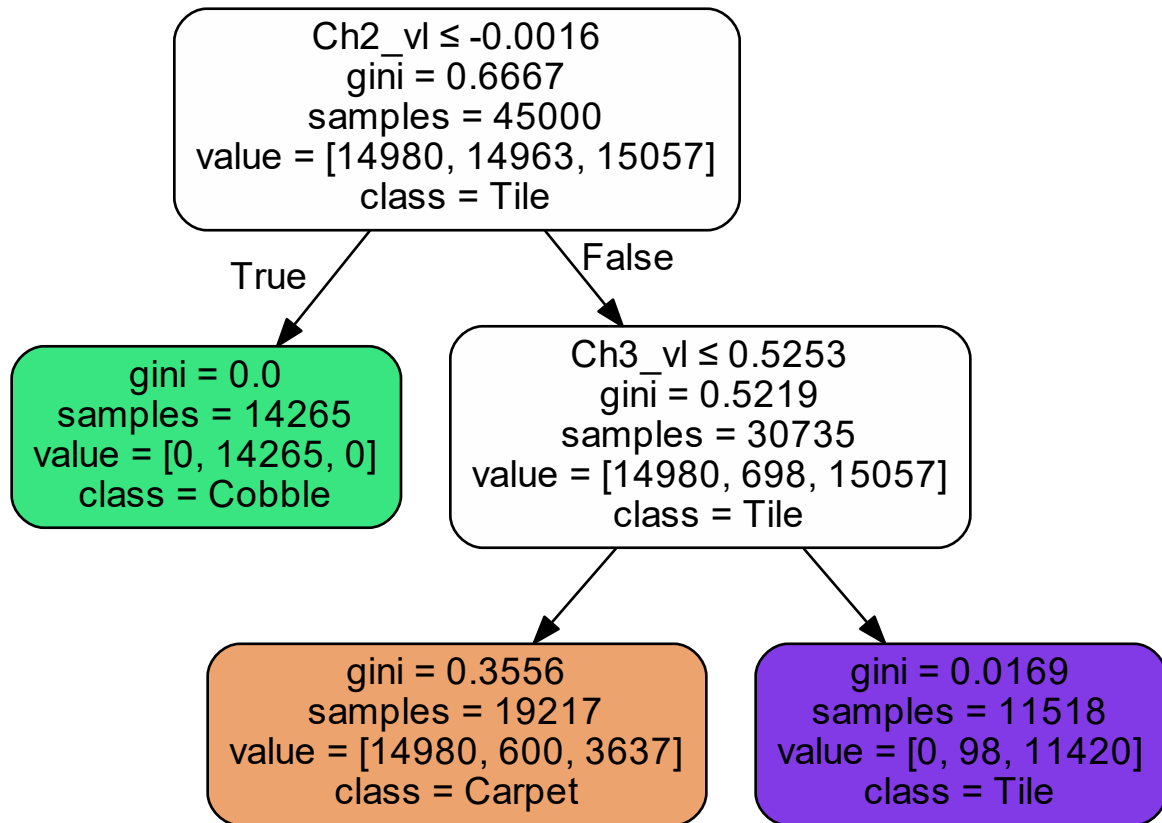 Ch2_vl ≤ -0.0016
gini = 0.6667
samples = 45000
value = [14980, 14963, 15057]
class = Tile
True
False
gini = 0.0
samples = 14265
value = [0, 14265, 0]
class = Cobble
Ch3_vl ≤ 0.5253
gini = 0.5219
samples = 30735
value = [14980, 698, 15057]
class = Tile
gini = 0.3556
samples = 19217
value = [14980, 600, 3637]
class = Carpet
gini = 0.0169
samples = 11518
value = [0, 98, 11420]
class = Tile